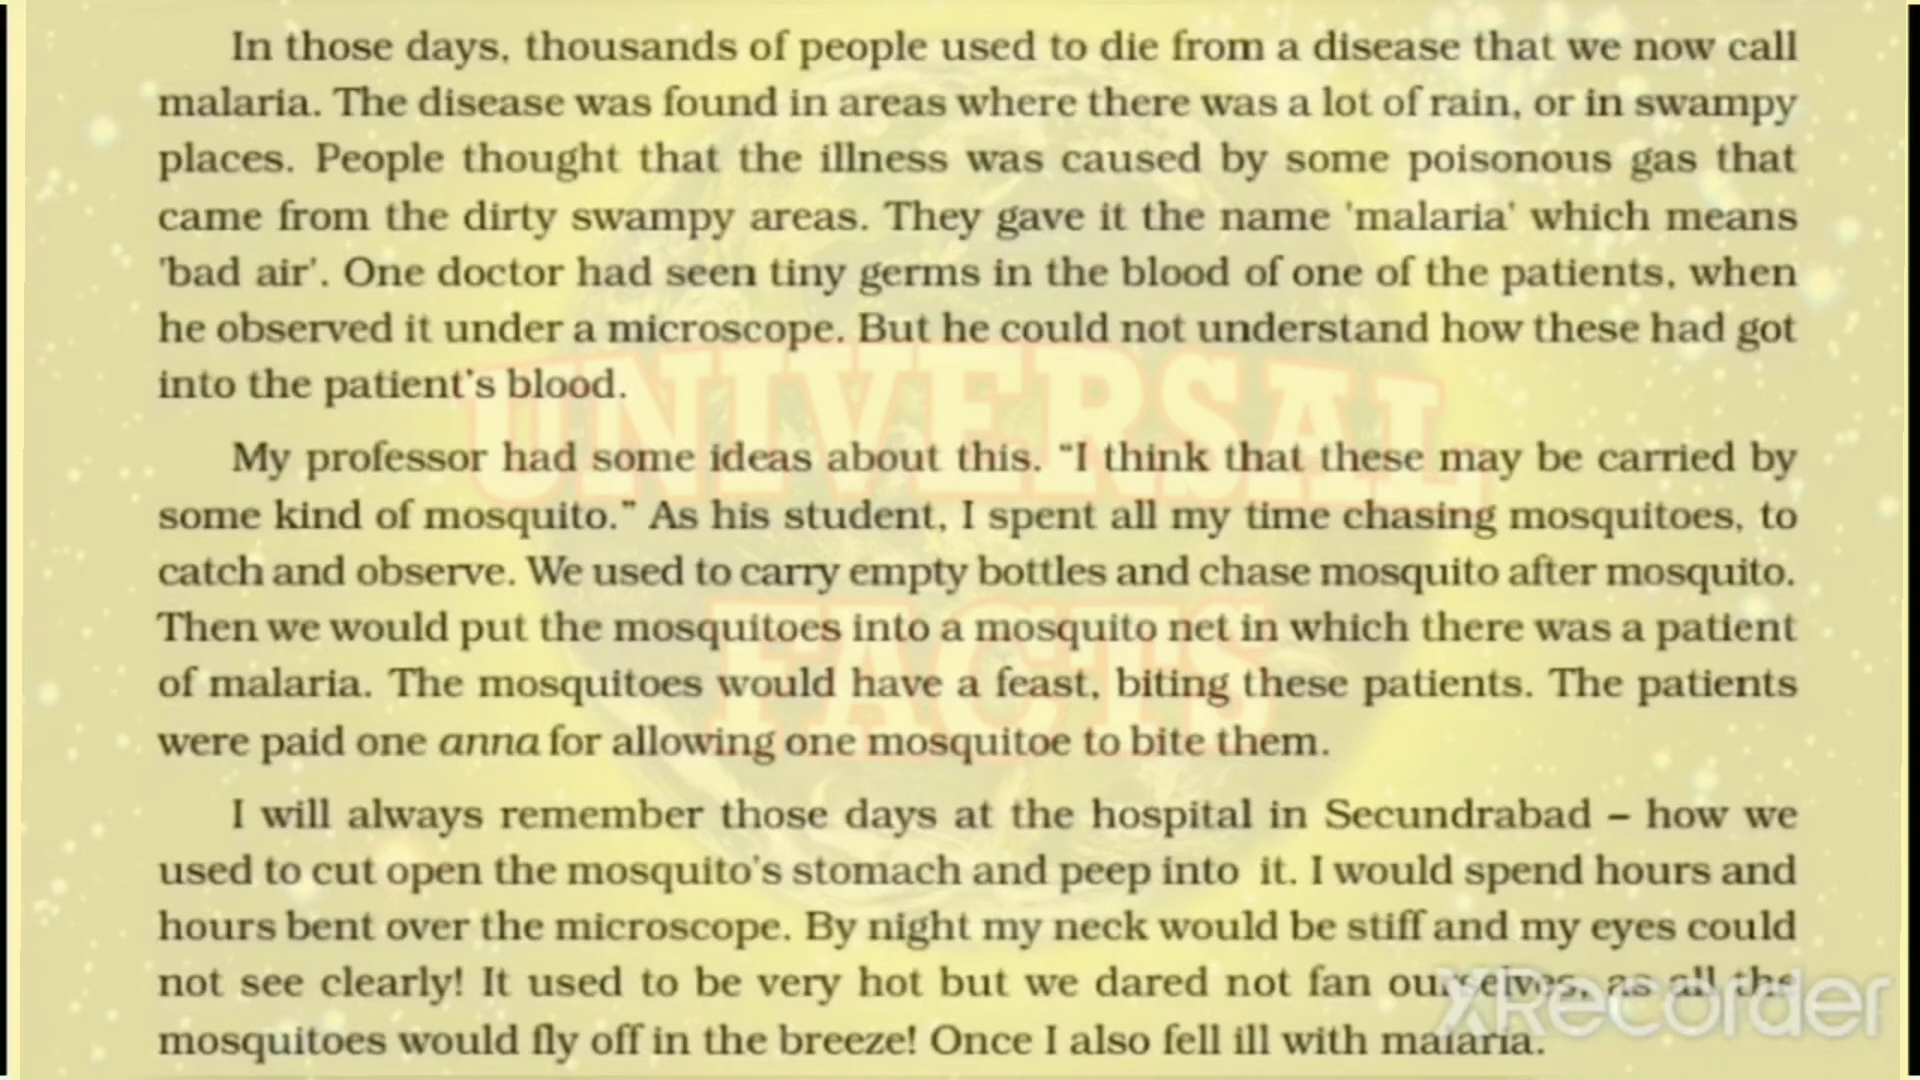 In those days, thousands of people used to die from a disease that we now call
malaria. The disease was found in areas where there was a lot of rain, or in swampy
places. People thought that the illness was caused by some poisonous gas that
came from the dirty swampy areas. They gave it the name 'malaria' which means
'bad air'. One doctor had seen tiny germs in the blood of one of the patients, when
he observed it under a microscope. But he could not understand how these had got
into the patient's blood.
My professor had some ideas about this. “I think that these may be carried by
some kind of mosquito.” As his student, I spent all my time chasing mosquitoes, to
catch and observe. We used to carry empty bottles and chase mosquito after mosquito.
Then we would put the mosquitoes into a mosquito net in which there was a patient
of malaria. The mosquitoes would have a feast, biting these patients. The patients
were paid one anna for allowing one mosquitoe to bite them.
I will always remember those days at the hospital in Secundrabad – how we
used to cut open the mosquito's stomach and peep into it. I would spend hours and
hours bent over the microscope. By night my neck would be stiff and my eyes could
not see clearly! It used to be very hot but we dared not fan ourselves, as all the
mosquitoes would fly off in the breeze! Once I also fell ill with malaria.
UNIVERSAL
FACTS
XRecorder